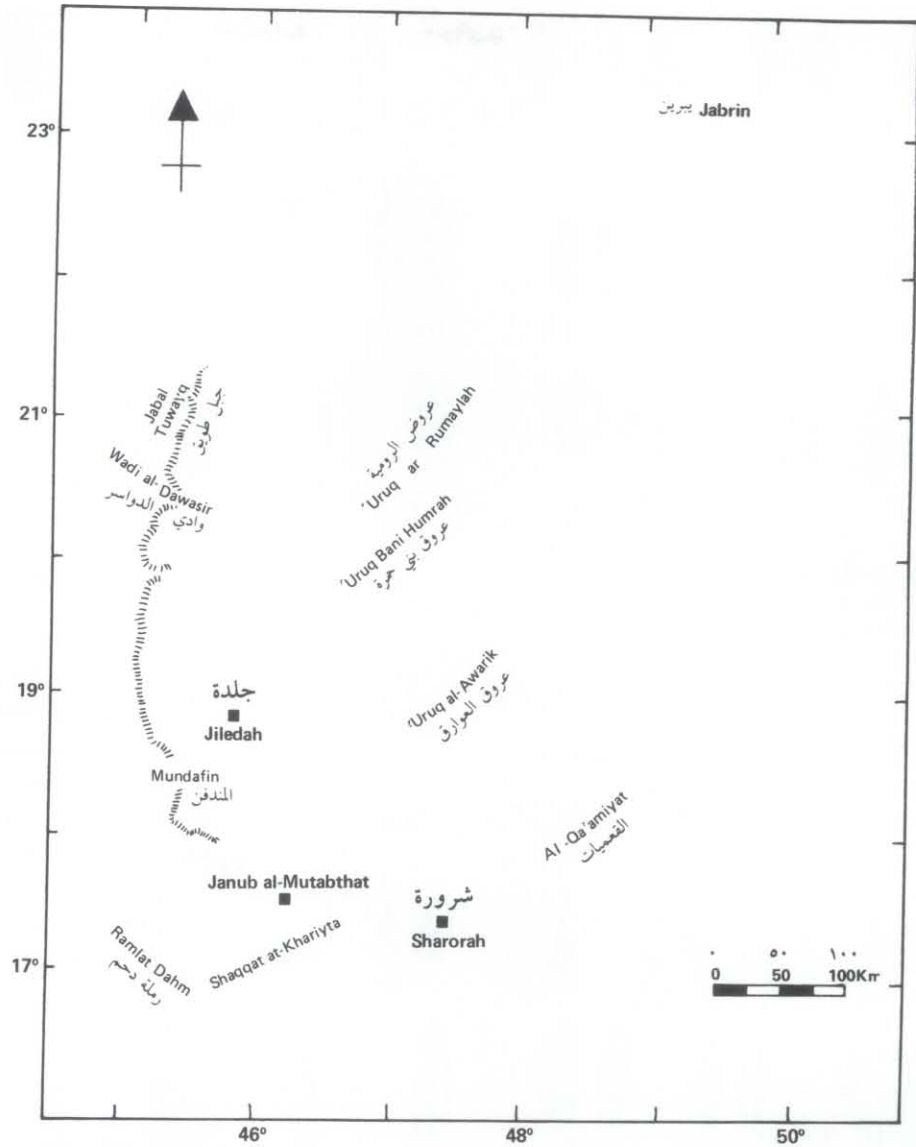 يبرين Jabrin
23°
Jabal
Tuwayq
جبل طويق
21°
عروض الرومية
'Uruq ar Rumaylah
Wadi al-Dawasir
وادي الدواسر
'Uruq Bani Humrah
عروق بني حمرة
'Uruq al-Awarik
عروق العوارق
19°
جلدة
Jiledah
Mundafin
المندفن
Al-Qa'amiyat
القعميات
Janub al-Mutabthat
شرورة
Sharorah
Shaqqat at-Khariyta
Ramlat Dahm
رملة دحم
17°
٠ ٥٠ ١٠٠
0 50 100Km
46° 48° 50°